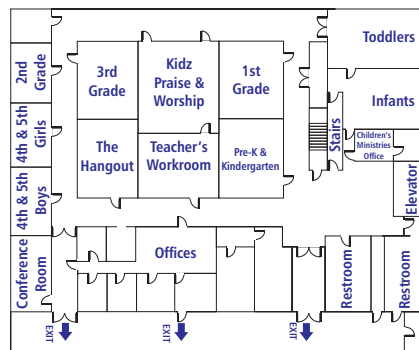 2nd
Grade
4th & 5th
Girls
4th & 5th
Boys
Conference
Room
3rd
Grade
Kidz
Praise &
Worship
1st
Grade
The
Hangout
Teacher's
Workroom
Pre-K &
Kindergarten
Toddlers
Infants
Stairs
Children's
Ministries
Office
Elevator
Offices
Restroom
Restroom
EXIT
EXIT
EXIT